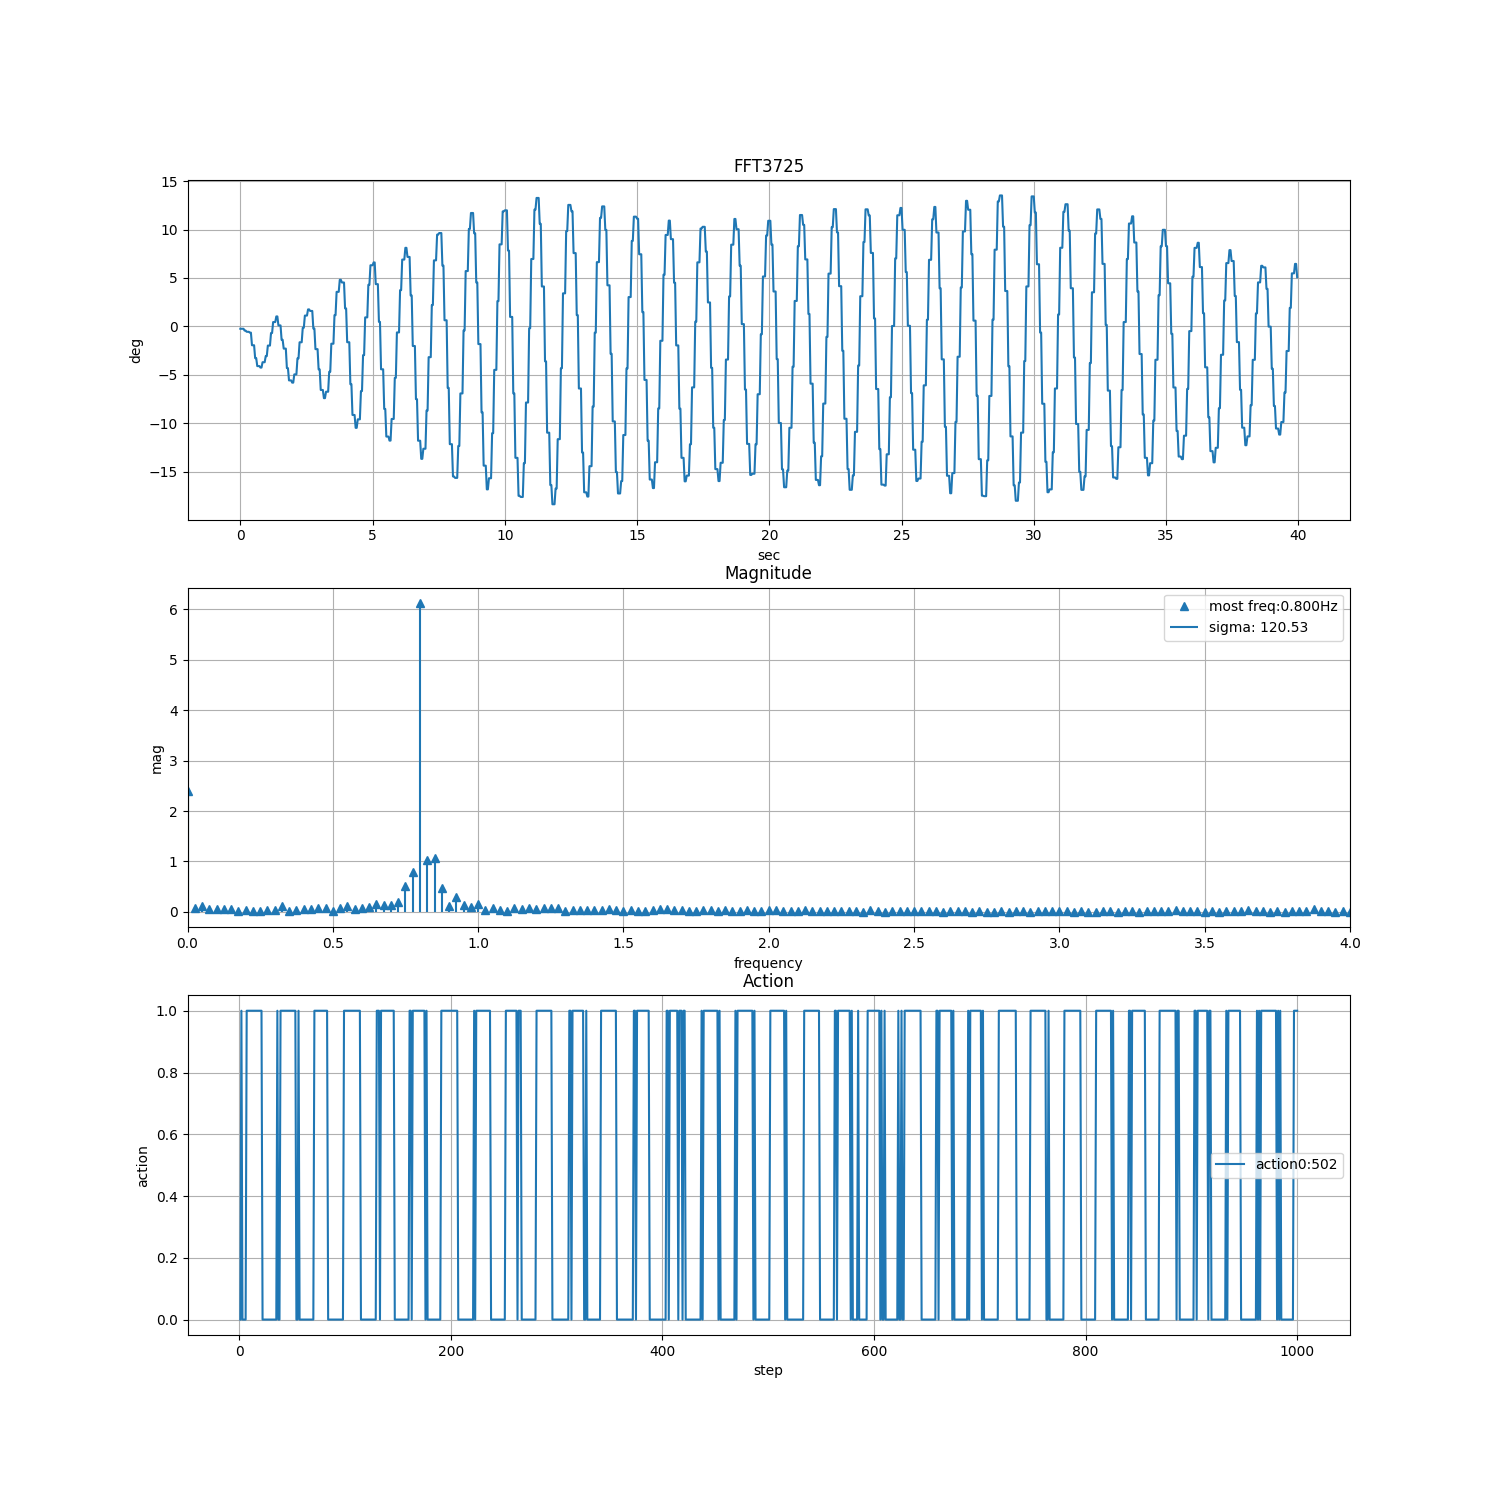 FFT3725
15
10
5
0
−5
−10
−15
deg
0 5 10 15 20 25 30 35 40
sec
Magnitude
most freq:0.800Hz
sigma: 120.53
6
5
4
3
2
1
0
mag
0.0 0.5 1.0 1.5 2.0 2.5 3.0 3.5 4.0
frequency
Action
1.0
0.8
0.6
0.4
0.2
0.0
action
action0:502
0 200 400 600 800 1000
step